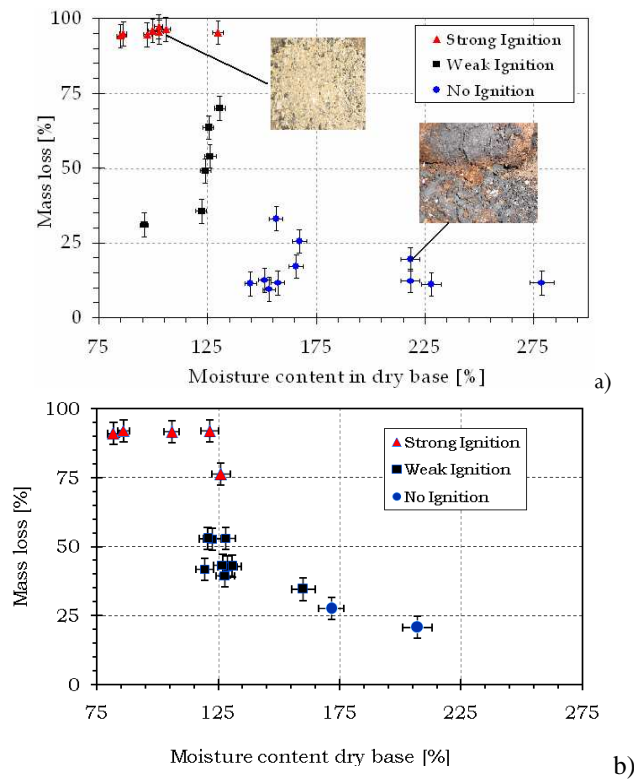 100
75
50
25
0
Mass loss [%]
Strong Ignition
Weak Ignition
No Ignition
75 125 175 225 275
Moisture content in dry base [%]
a)
100
75
50
25
0
Mass loss [%]
Strong Ignition
Weak Ignition
No Ignition
75 125 175 225 275
Moisture content dry base [%]
b)